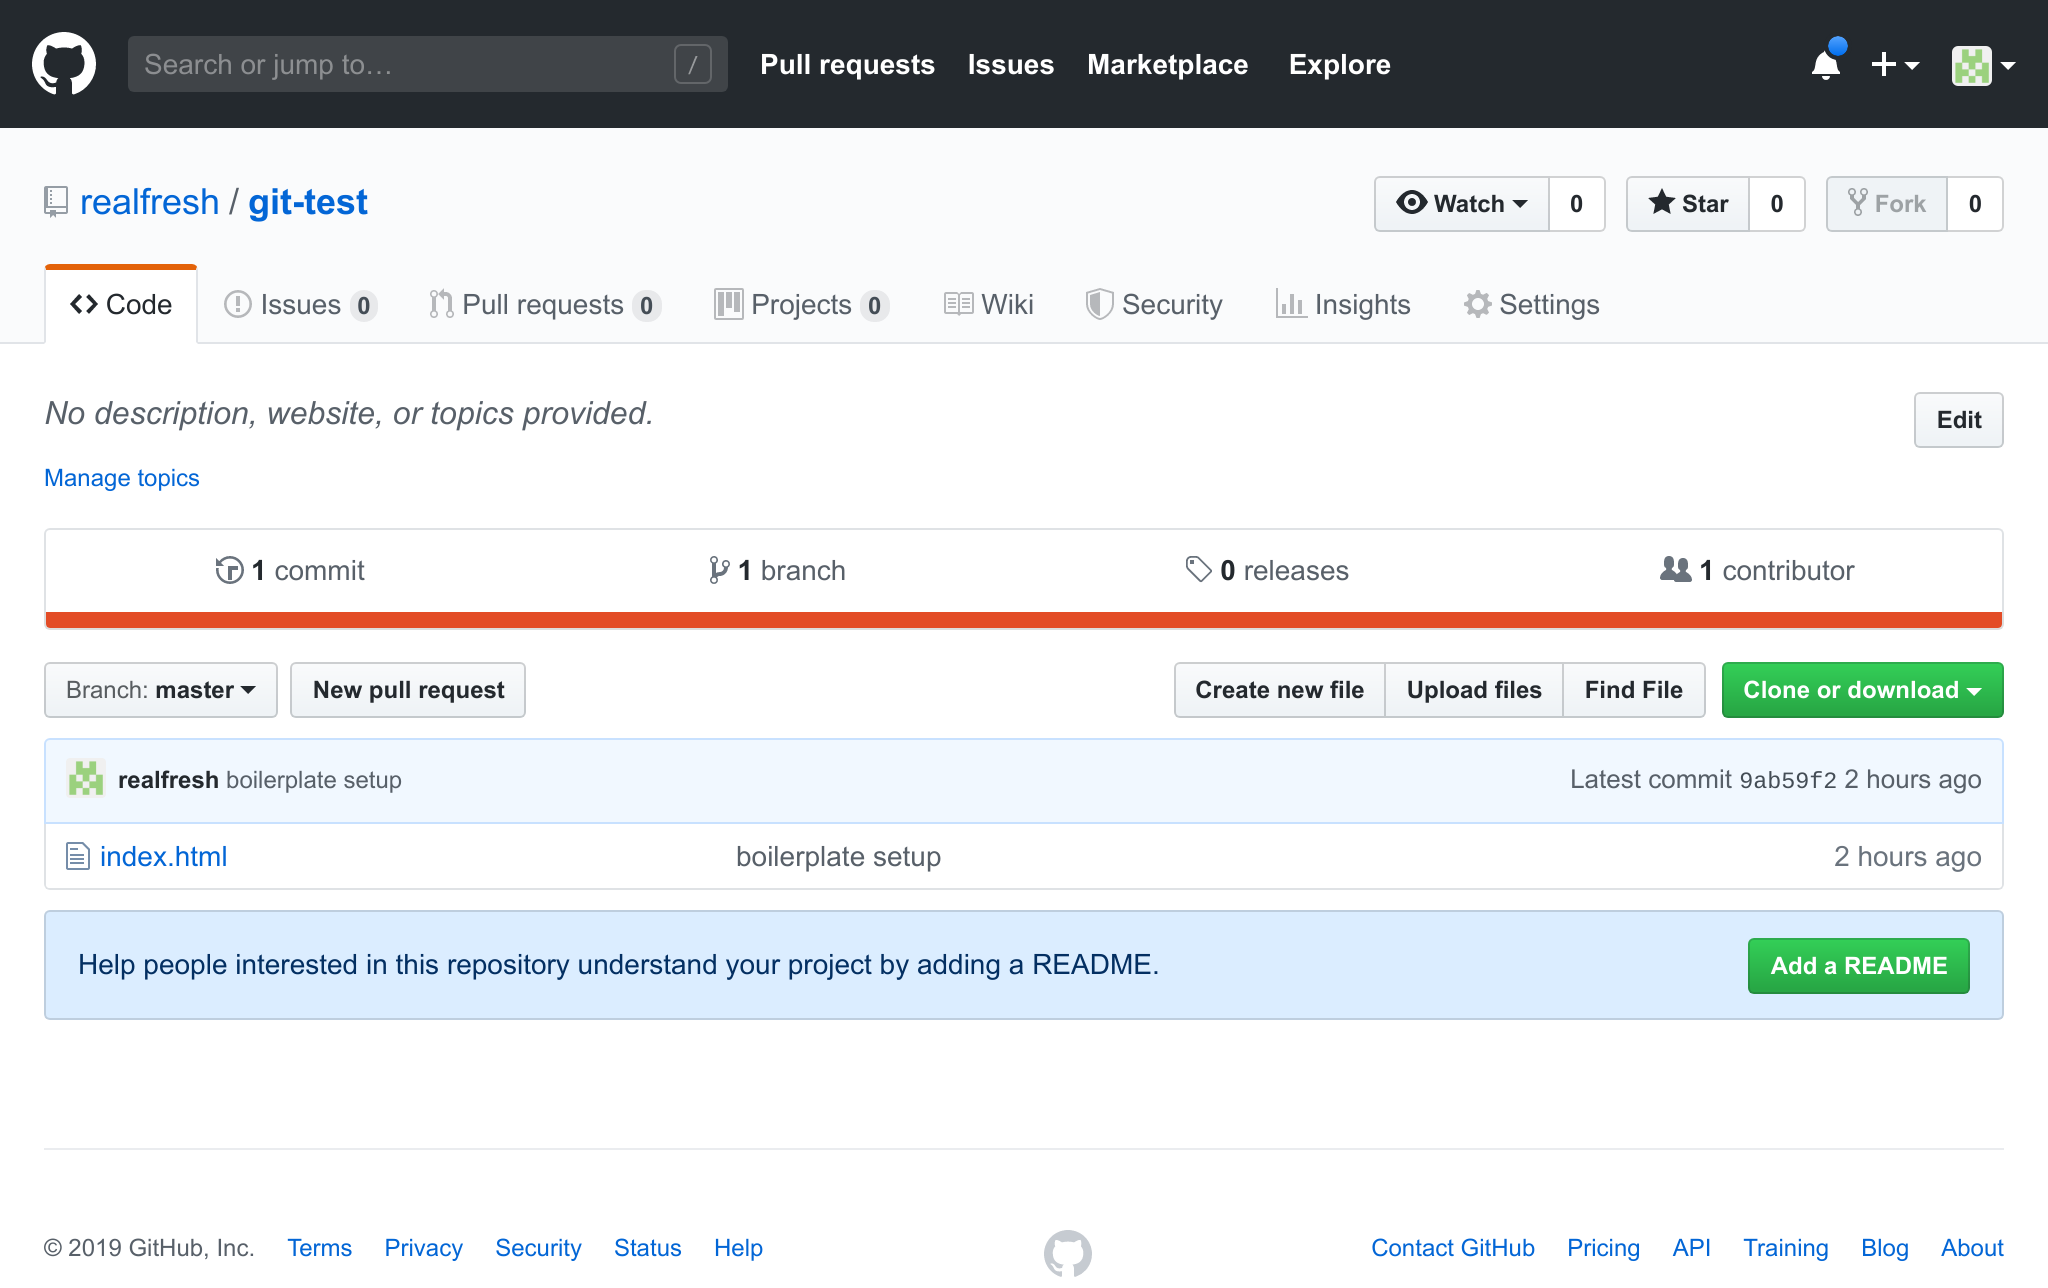 Search or jump to… / Pull requests Issues Marketplace Explore
realfresh / git-test Watch 0 Star 0 Fork 0
Code Issues 0 Pull requests 0 Projects 0 Wiki Security Insights Settings
No description, website, or topics provided. Edit
Manage topics
1 commit 1 branch 0 releases 1 contributor
Branch: master New pull request Create new file Upload files Find File Clone or download
realfresh boilerplate setup Latest commit 9ab59f2 2 hours ago
index.html boilerplate setup 2 hours ago
Help people interested in this repository understand your project by adding a README. Add a README
© 2019 GitHub, Inc. Terms Privacy Security Status Help Contact GitHub Pricing API Training Blog About